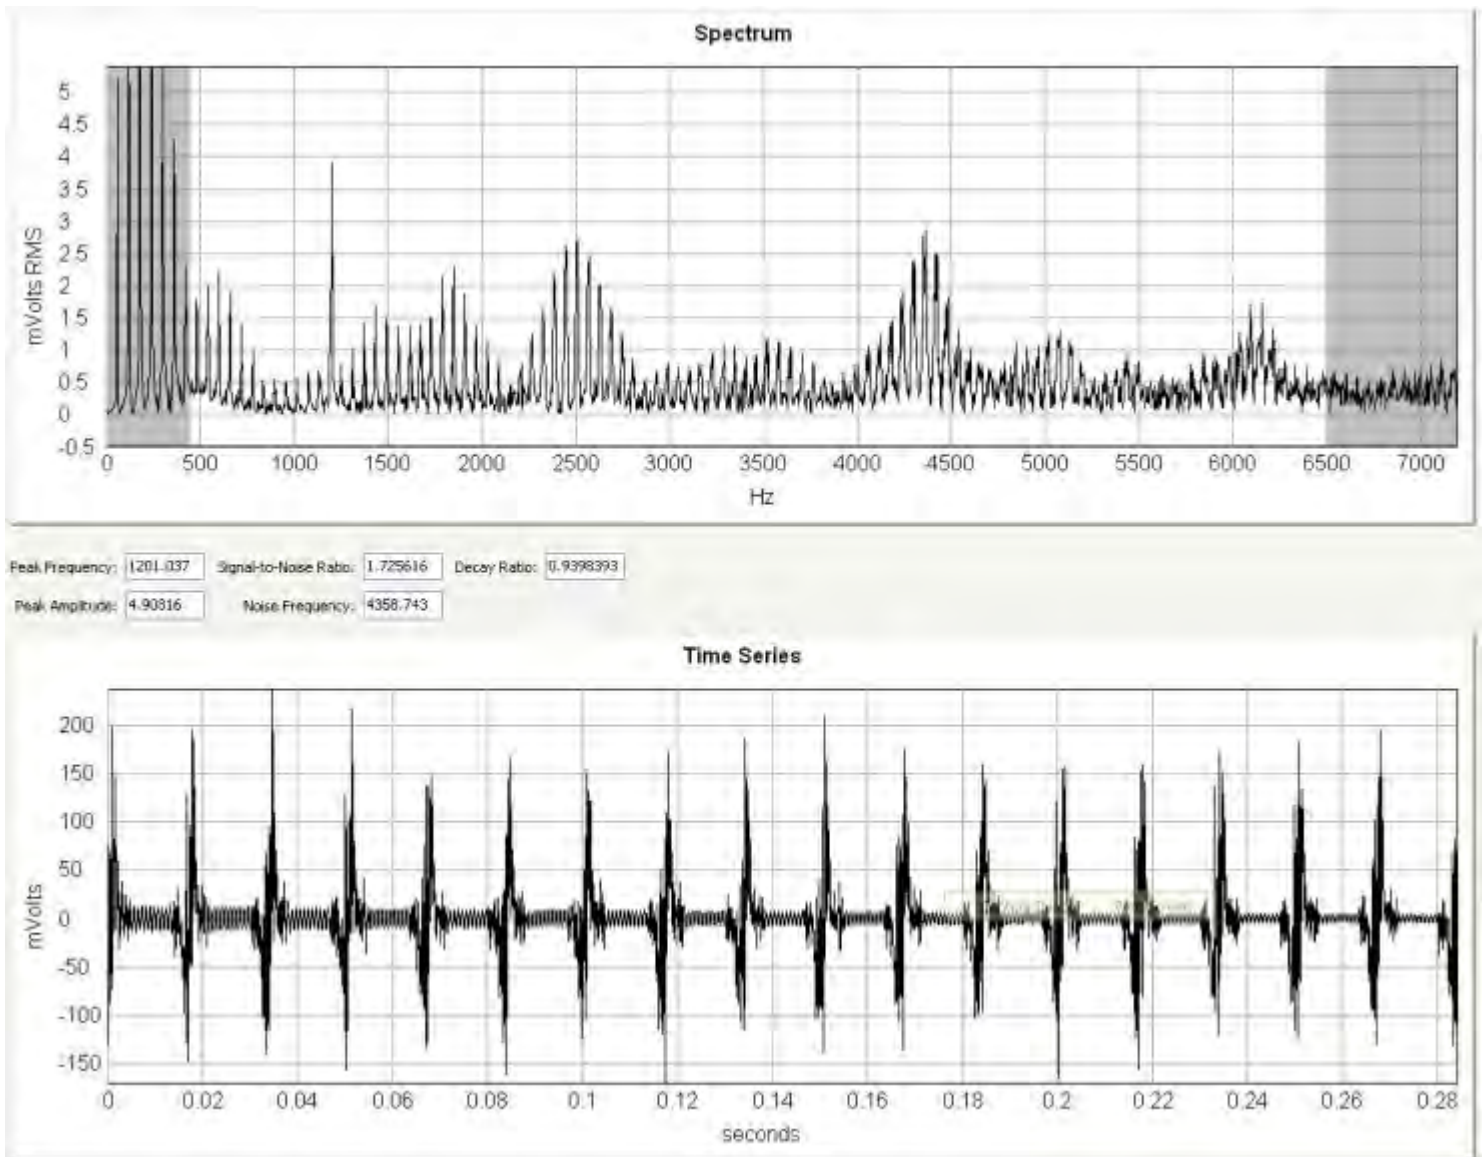 Spectrum
5
4.5
4
3.5
3
2.5
2
1.5
1
0.5
0
-0.5
mVolts RMS
0 500 1000 1500 2000 2500 3000 3500 4000 4500 5000 5500 6000 6500 7000
Hz
Peak Frequency: 1201.037 Signal-to-Noise Ratio: 1.725616 Decay Ratio: 0.9398393
Peak Amplitude: 4.90816 Noise Frequency: 4358.743
Time Series
200
150
100
50
0
-50
-100
-150
mVolts
0 0.02 0.04 0.06 0.08 0.1 0.12 0.14 0.16 0.18 0.2 0.22 0.24 0.26 0.28
seconds